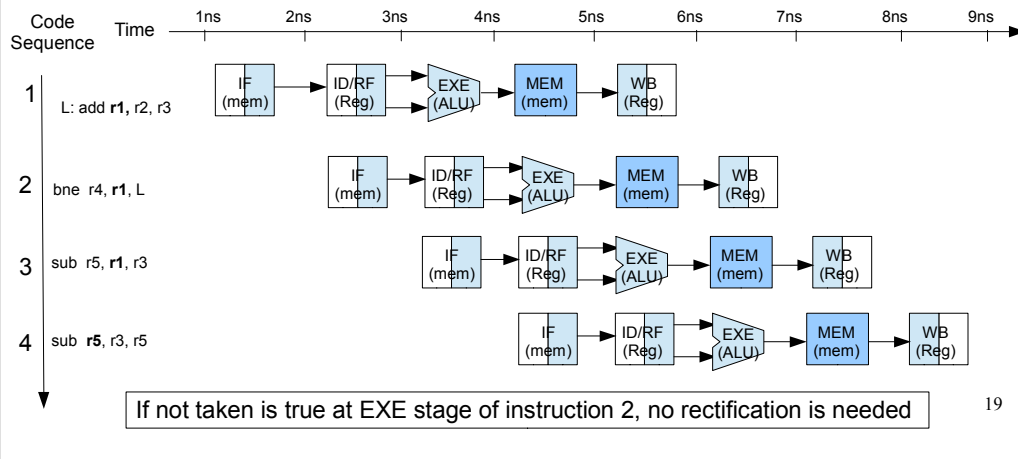 Code Sequence Time 1ns 2ns 3ns 4ns 5ns 6ns 7ns 8ns 9ns
1
L: add r1, r2, r3
IF (mem) ID/RF (Reg) EXE (ALU) MEM (mem) WB (Reg)
2
bne r4, r1, L
IF (mem) ID/RF (Reg) EXE (ALU) MEM (mem) WB (Reg)
3
sub r5, r1, r3
IF (mem) ID/RF (Reg) EXE (ALU) MEM (mem) WB (Reg)
4
sub r5, r3, r5
IF (mem) ID/RF (Reg) EXE (ALU) MEM (mem) WB (Reg)
If not taken is true at EXE stage of instruction 2, no rectification is needed
19